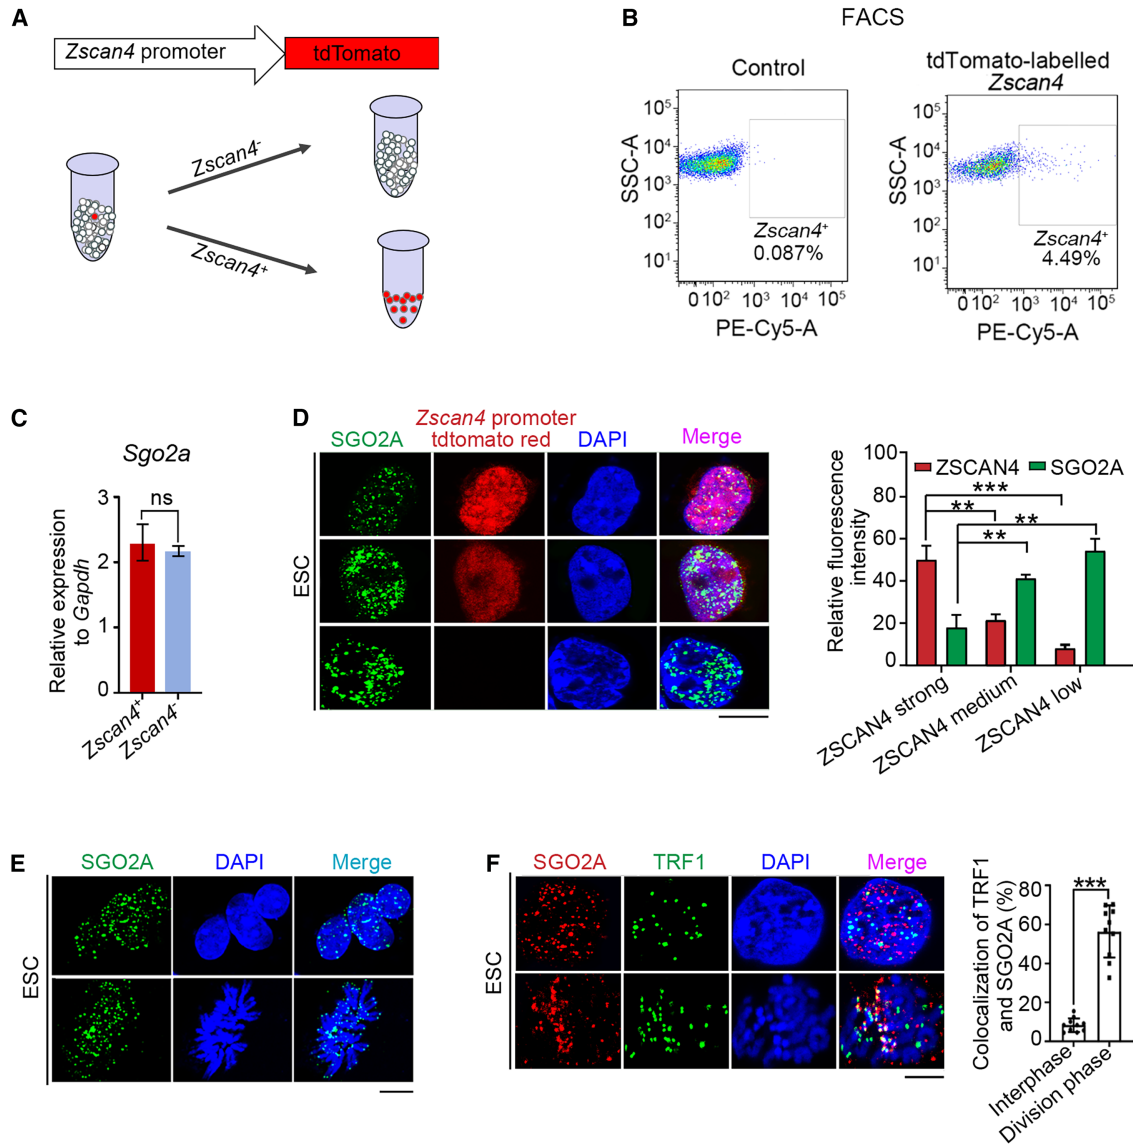 A
Zscan4 promoter
tdTomato
Zscan4-
Zscan4+
B
FACS
Control
SSC-A
10⁵
10⁴
10³
10²
10¹
Zscan4+
0.087%
0 10² 10³ 10⁴ 10⁵
PE-Cy5-A
tdTomato-labelled
Zscan4
SSC-A
10⁵
10⁴
10³
10²
10¹
Zscan4+
4.49%
0 10² 10³ 10⁴ 10⁵
PE-Cy5-A
C
Sgo2a
Relative expression
to Gapdh
3
2
1
0
ns
Zscan4+
Zscan4-
D
SGO2A
Zscan4 promoter
tdtomato red
DAPI
Merge
ESC
Relative fluorescence
intensity
100
80
60
40
20
0
ZSCAN4
SGO2A
***
**
**
**
ZSCAN4 strong
ZSCAN4 medium
ZSCAN4 low
E
SGO2A
DAPI
Merge
ESC
F
SGO2A
TRF1
DAPI
Merge
ESC
Colocalization of TRF1
and SGO2A (%)
80
60
40
20
0
***
Interphase
Division phase